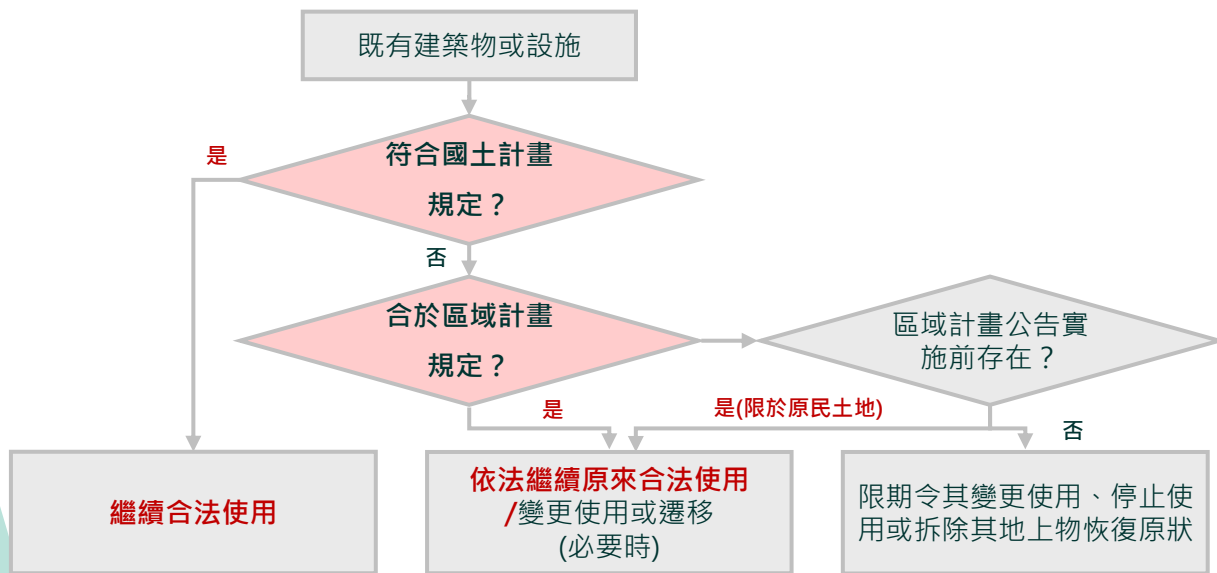 既有建築物或設施
是
符合國土計畫
規定？
否
合於區域計畫
規定？
區域計畫公告實
施前存在？
是
是(限於原民土地)
否
繼續合法使用
依法繼續原來合法使用
/變更使用或遷移
(必要時)
限期令其變更使用、停止使
用或拆除其地上物恢復原狀